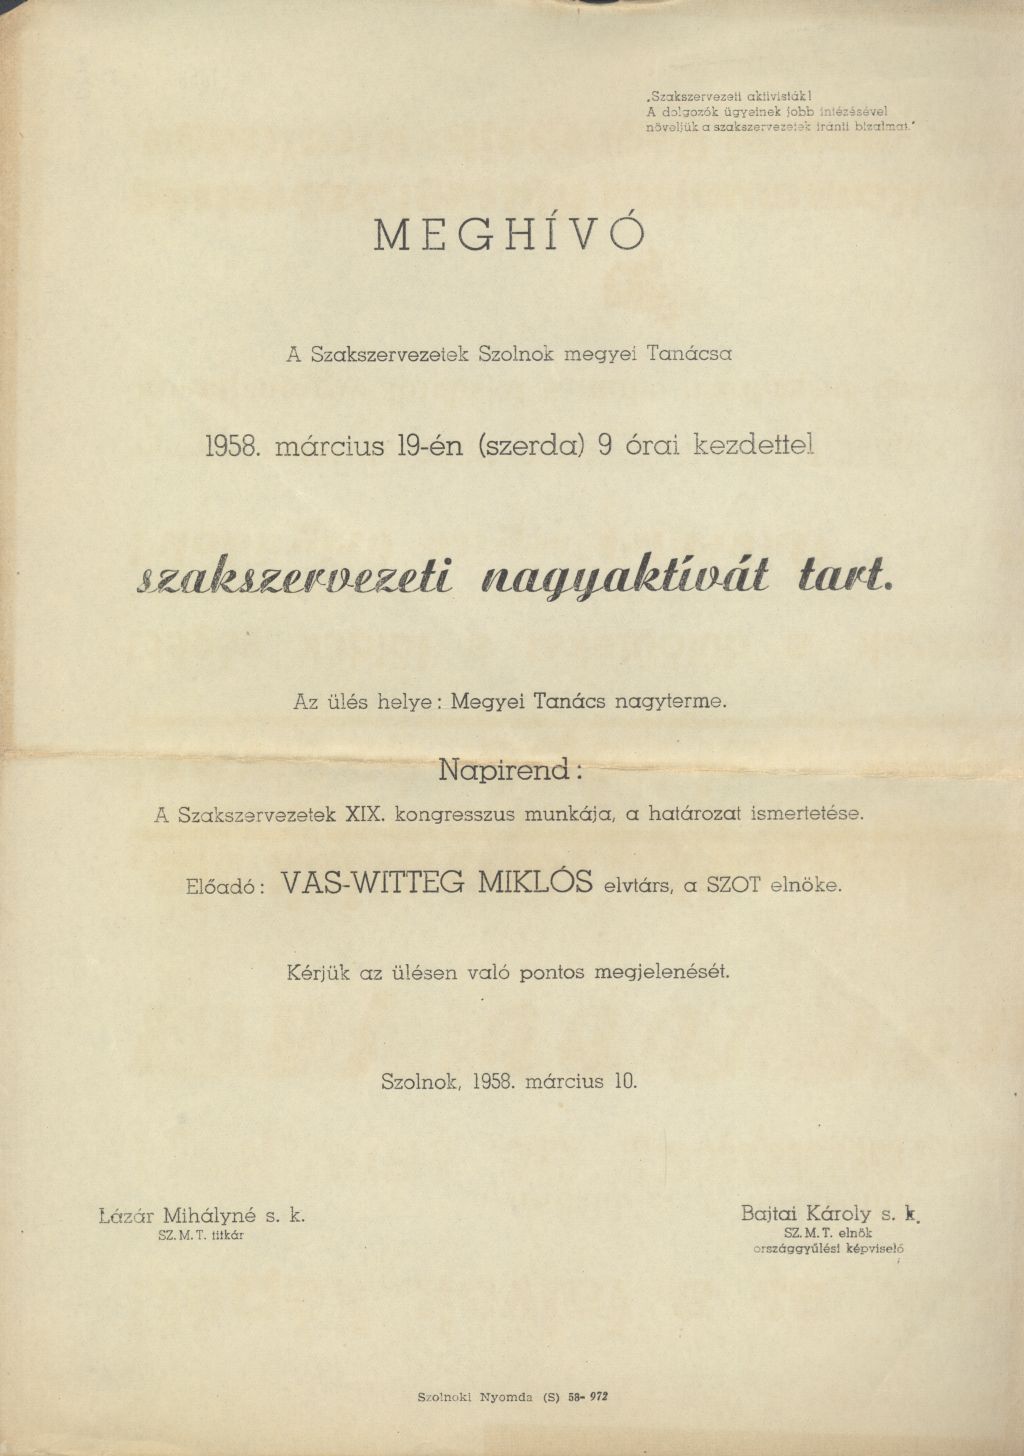 „Szakszervezeti aktivisták!
A dolgozók ügyeinek jobb intézésével
növeljük a szakszervezetek iránti bizalmat."
MEGHÍVÓ
A Szakszervezetek Szolnok megyei Tanácsa
1958. március 19-én (szerda) 9 órai kezdettel
szakszervezeti nagyaktívát tart.
Az ülés helye: Megyei Tanács nagyterme.
Napirend:
A Szakszervezetek XIX. kongresszus munkája, a határozat ismertetése.
Előadó: VAS-WITTEG MIKLÓS elvtárs, a SZOT elnöke.
Kérjük az ülésen való pontos megjelenését.
Szolnok, 1958. március 10.
Lázár Mihályné s. k.
SZ. M. T. titkár
Bajtai Károly s. k.
SZ. M. T. elnök
országgyűlési képviselő
Szolnoki Nyomda (S) 58- 972